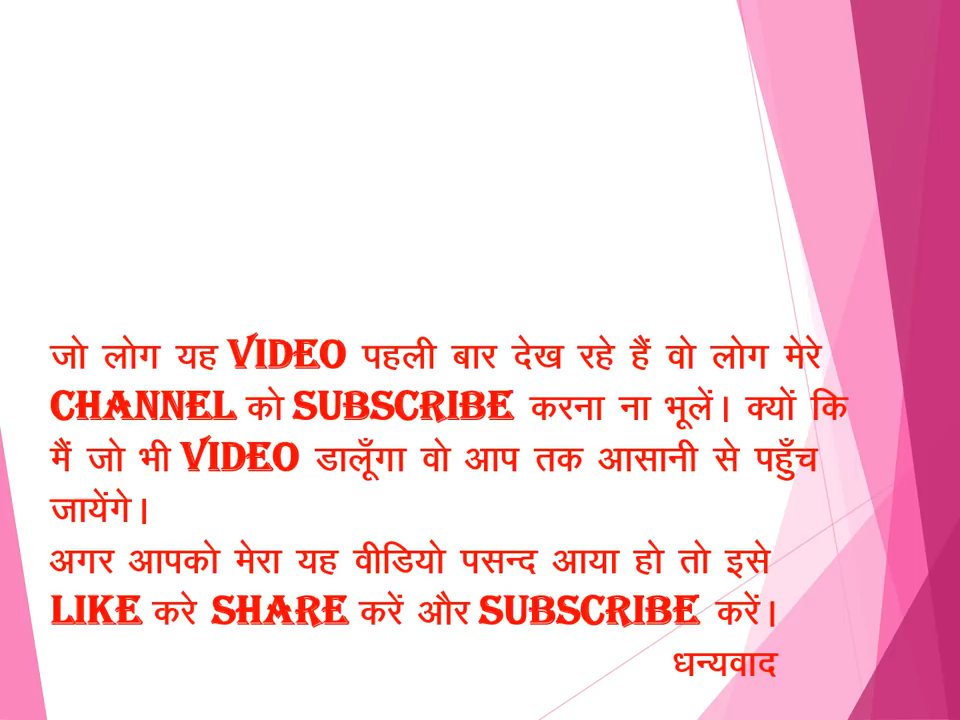 जो लोग यह VIDEO पहली बार देख रहे हैं वो लोग मेरे
CHANNEL को SUBSCRIBE करना ना भूलें। क्यों कि
मैं जो भी VIDEO डालूँगा वो आप तक आसानी से पहुँच
जायेंगे।
अगर आपको मेरा यह वीडियो पसन्द आया हो तो इसे
LIKE करे SHARE करें और SUBSCRIBE करें।
धन्यवाद